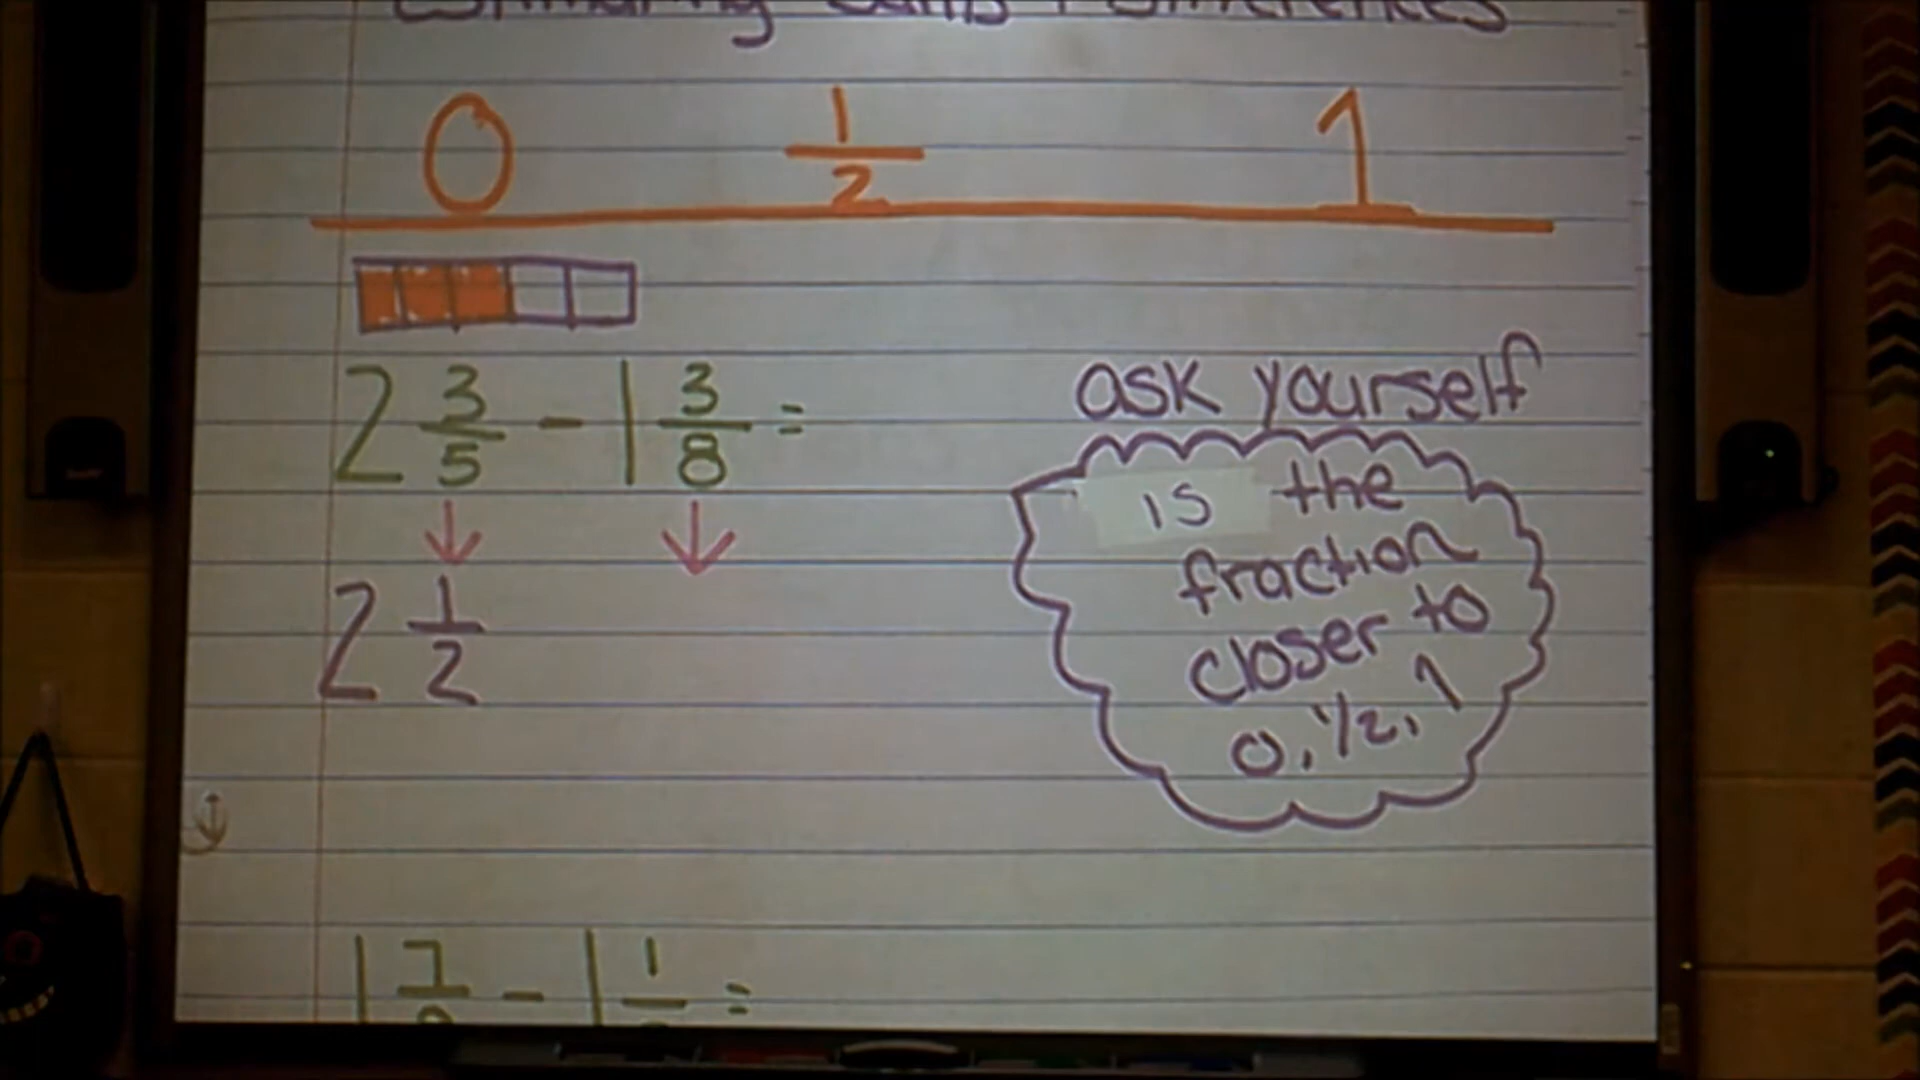 0 1/2 1
2 3/5 - 1 3/8 =
2 1/2
ask yourself
is the
fraction
closer to
0, 1/2, 1